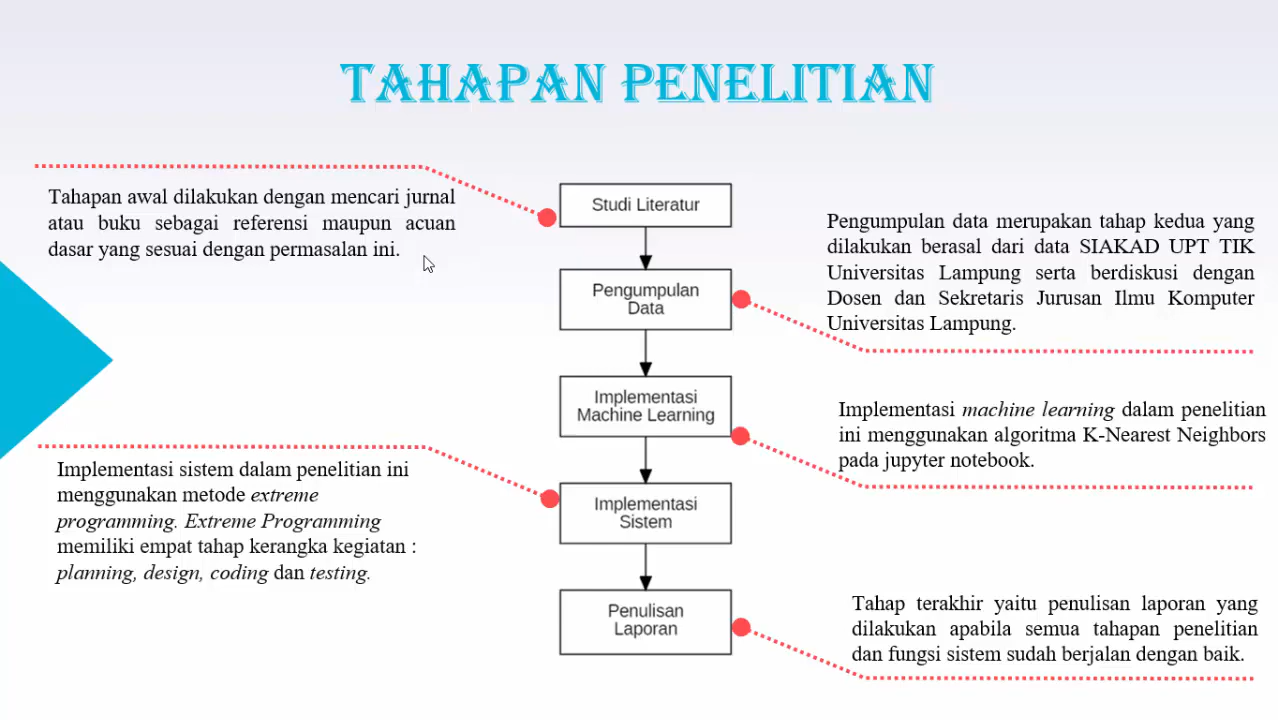 TAHAPAN PENELITIAN
Tahapan awal dilakukan dengan mencari jurnal
atau buku sebagai referensi maupun acuan
dasar yang sesuai dengan permasalan ini.
Studi Literatur
Pengumpulan
Data
Pengumpulan data merupakan tahap kedua yang
dilakukan berasal dari data SIAKAD UPT TIK
Universitas Lampung serta berdiskusi dengan
Dosen dan Sekretaris Jurusan Ilmu Komputer
Universitas Lampung.
Implementasi
Machine Learning
Implementasi machine learning dalam penelitian
ini menggunakan algoritma K-Nearest Neighbors
pada jupyter notebook.
Implementasi sistem dalam penelitian ini
menggunakan metode extreme
programming. Extreme Programming
memiliki empat tahap kerangka kegiatan :
planning, design, coding dan testing.
Implementasi
Sistem
Penulisan
Laporan
Tahap terakhir yaitu penulisan laporan yang
dilakukan apabila semua tahapan penelitian
dan fungsi sistem sudah berjalan dengan baik.